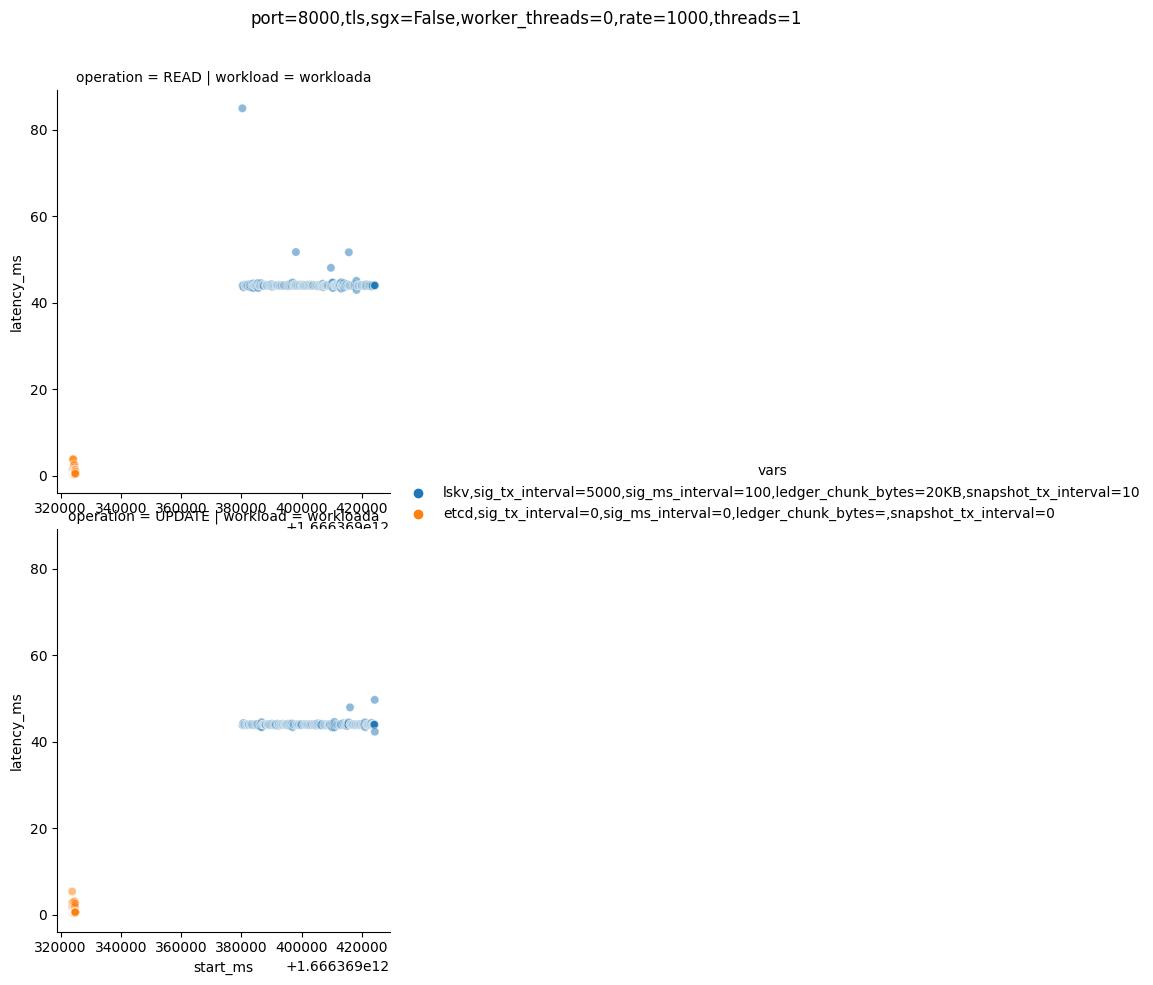 port=8000,tls,sgx=False,worker_threads=0,rate=1000,threads=1
operation = READ | workload = workloada
80
60
40
20
0
latency_ms
320000 340000 360000 380000 400000 420000
+1.666369e12
vars
lskv,sig_tx_interval=5000,sig_ms_interval=100,ledger_chunk_bytes=20KB,snapshot_tx_interval=10
etcd,sig_tx_interval=0,sig_ms_interval=0,ledger_chunk_bytes=,snapshot_tx_interval=0
operation = UPDATE | workload = workloada
80
60
40
20
0
latency_ms
320000 340000 360000 380000 400000 420000
start_ms
+1.666369e12